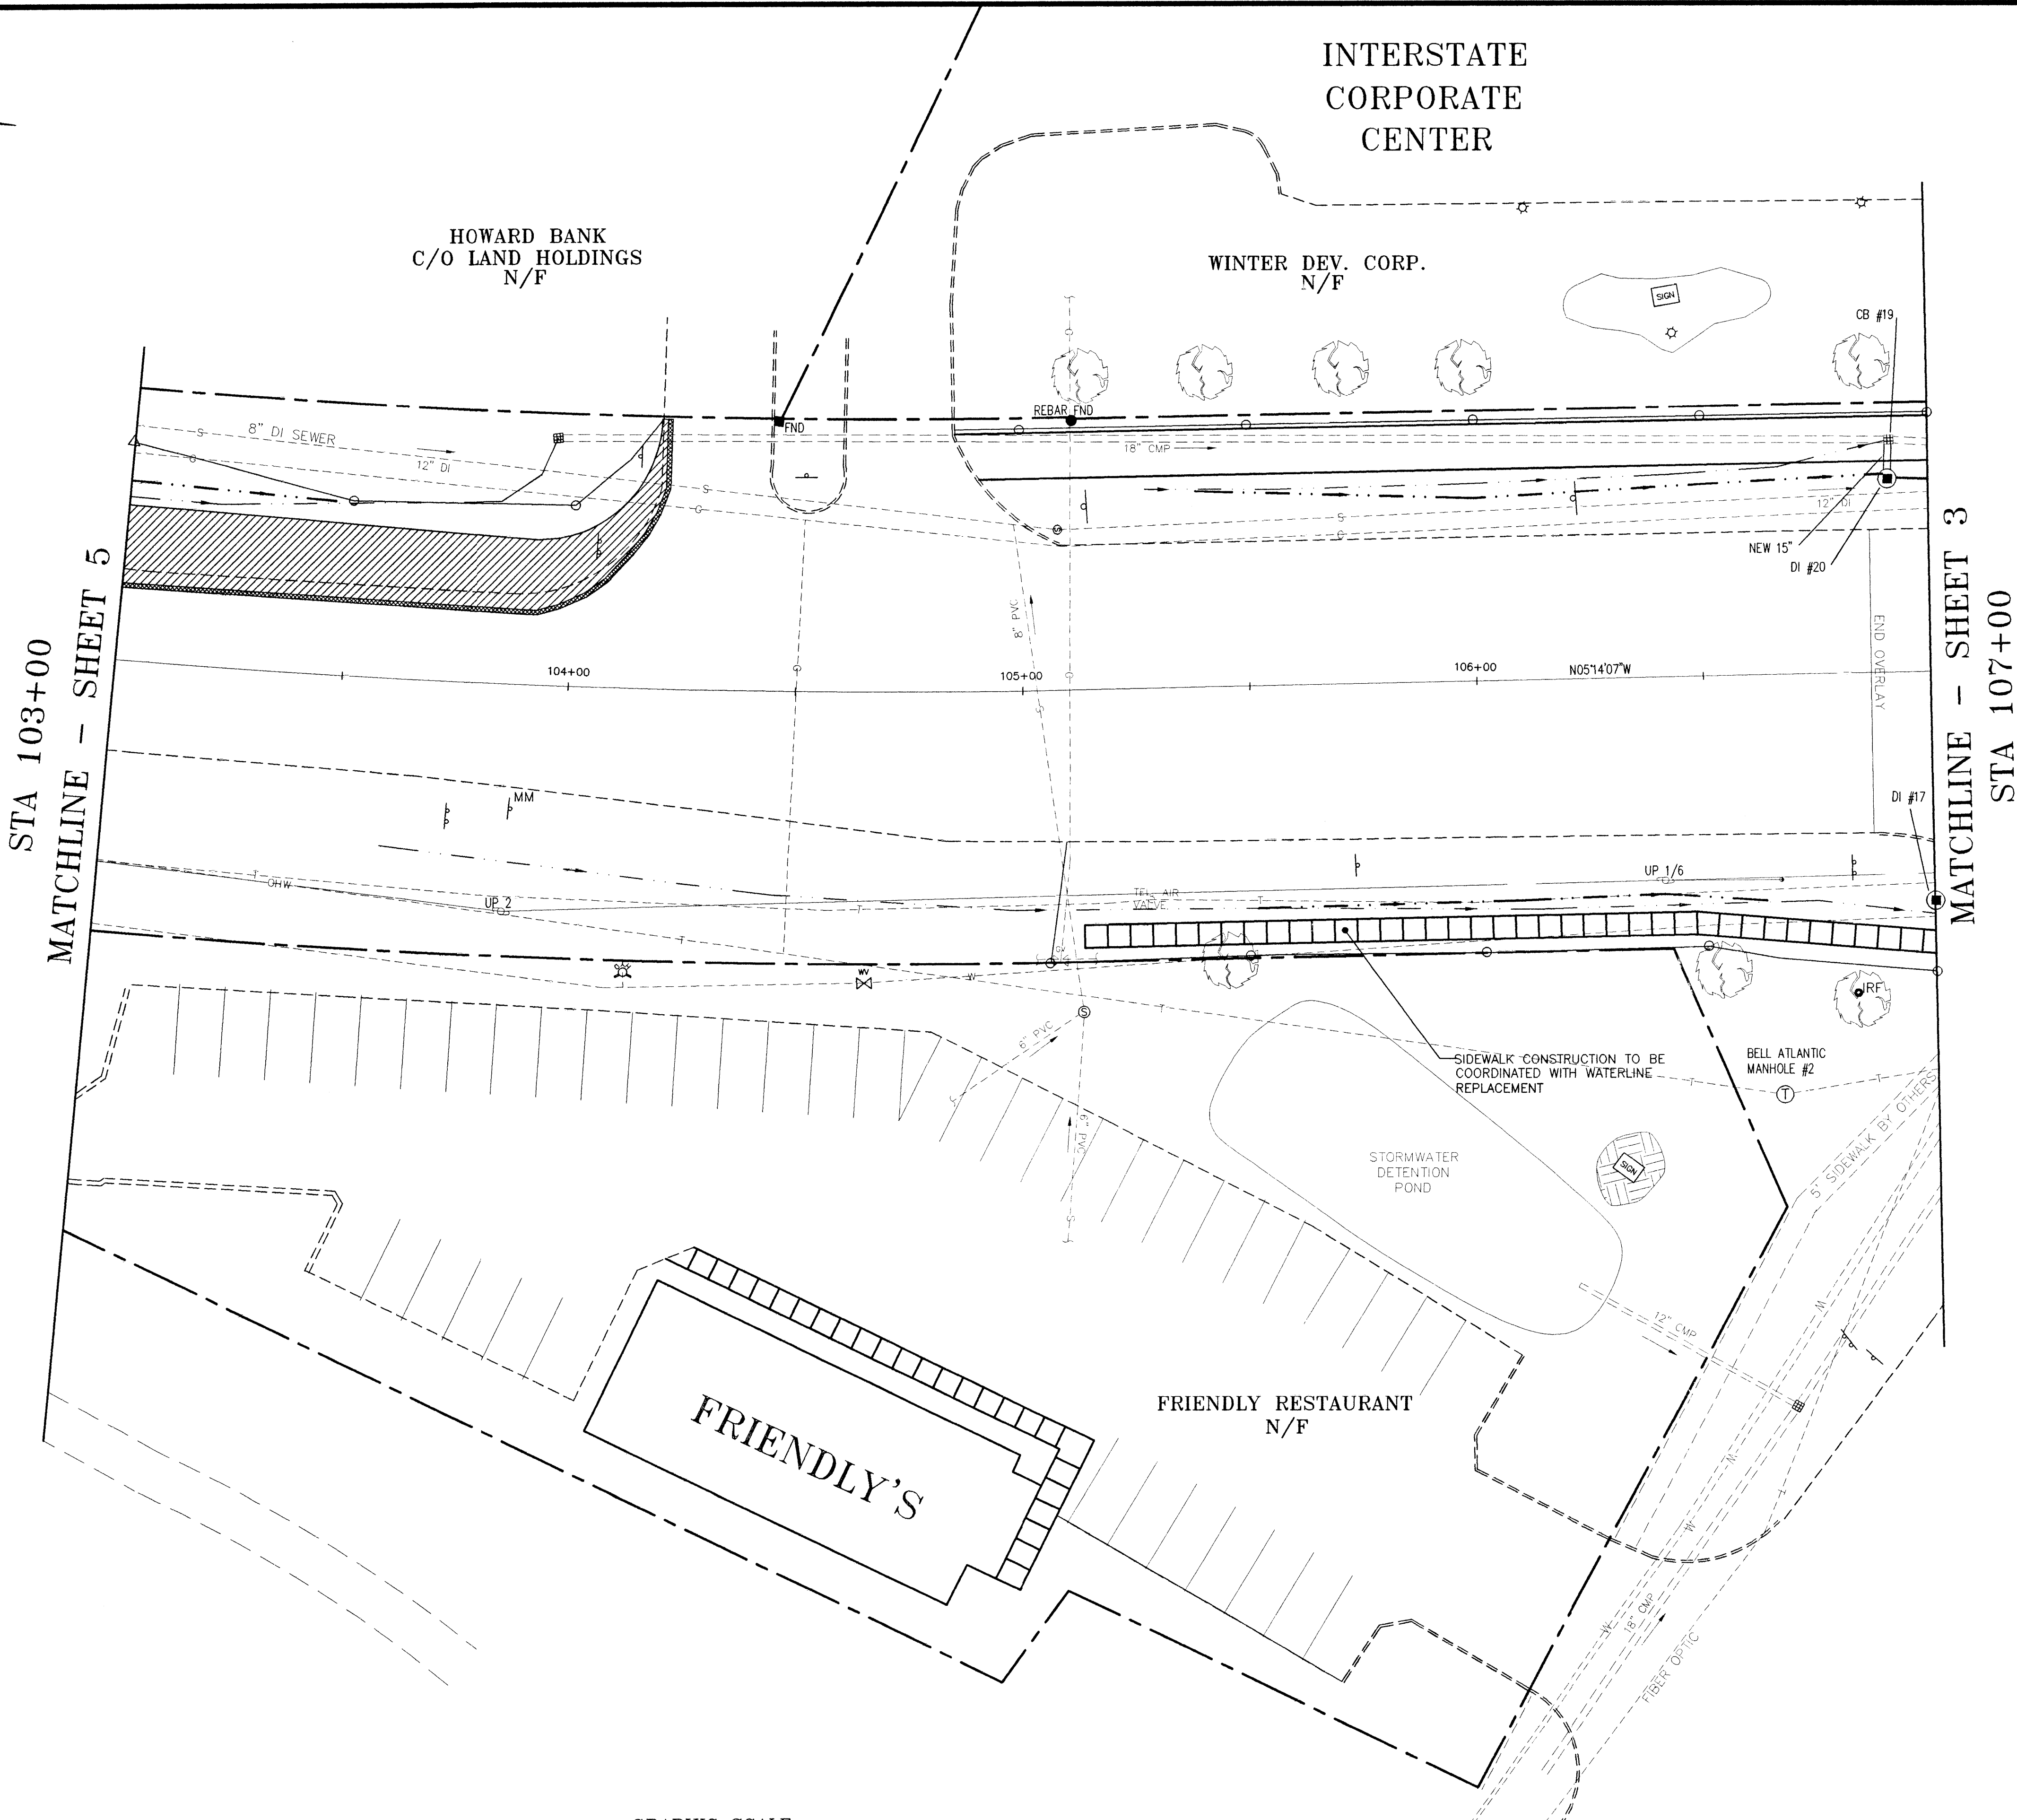 INTERSTATE
CORPORATE
CENTER
HOWARD BANK
C/O LAND HOLDINGS
N/F
WINTER DEV. CORP.
N/F
SIGN
CB #19
REBAR FND
FND
8" DI SEWER
S
G
12" DI
S
G
18" CMP
S
G
12" DI
NEW 15"
DI #20
8" PVC
G
G
G
S
END OVERLAY
STA 103+00
MATCHLINE - SHEET 5
104+00
105+00
106+00
N05°14'07"W
MATCHLINE - SHEET 3
STA 107+00
MM
DI #17
T
OHW
UP 2
T
TEL. AIR
VALVE
T
UP 1/6
T
WV
W
T
S
IRF
6" PVC
SIDEWALK CONSTRUCTION TO BE
COORDINATED WITH WATERLINE
REPLACEMENT
BELL ATLANTIC
MANHOLE #2
T
T
T
6" PVC
S
STORMWATER
DETENTION
POND
SIGN
5' SIDEWALK BY OTHERS
12" CMP
W
W
W
W
T
FRIENDLY RESTAURANT
N/F
FRIENDLY'S
18" CMP
FIBER OPTIC